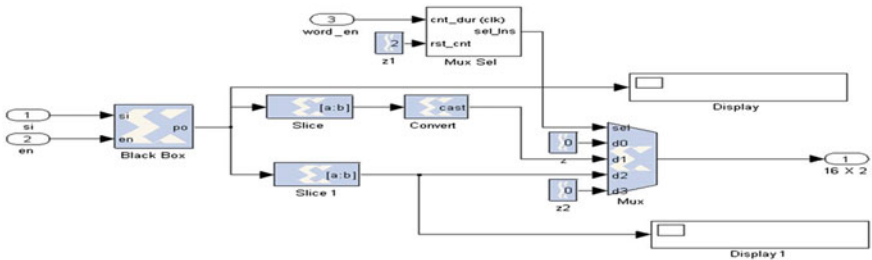 3
word_en
cnt_dur (clk)
sel_Ins
rst_cnt
2
z1
Mux Sel
Display
1
si
2
en
si
en
po
Black Box
[a:b]
Slice
cast
Convert
[a:b]
Slice 1
sel
0
z
d0
d1
d2
d3
0
z2
Mux
1
16 X 2
Display 1